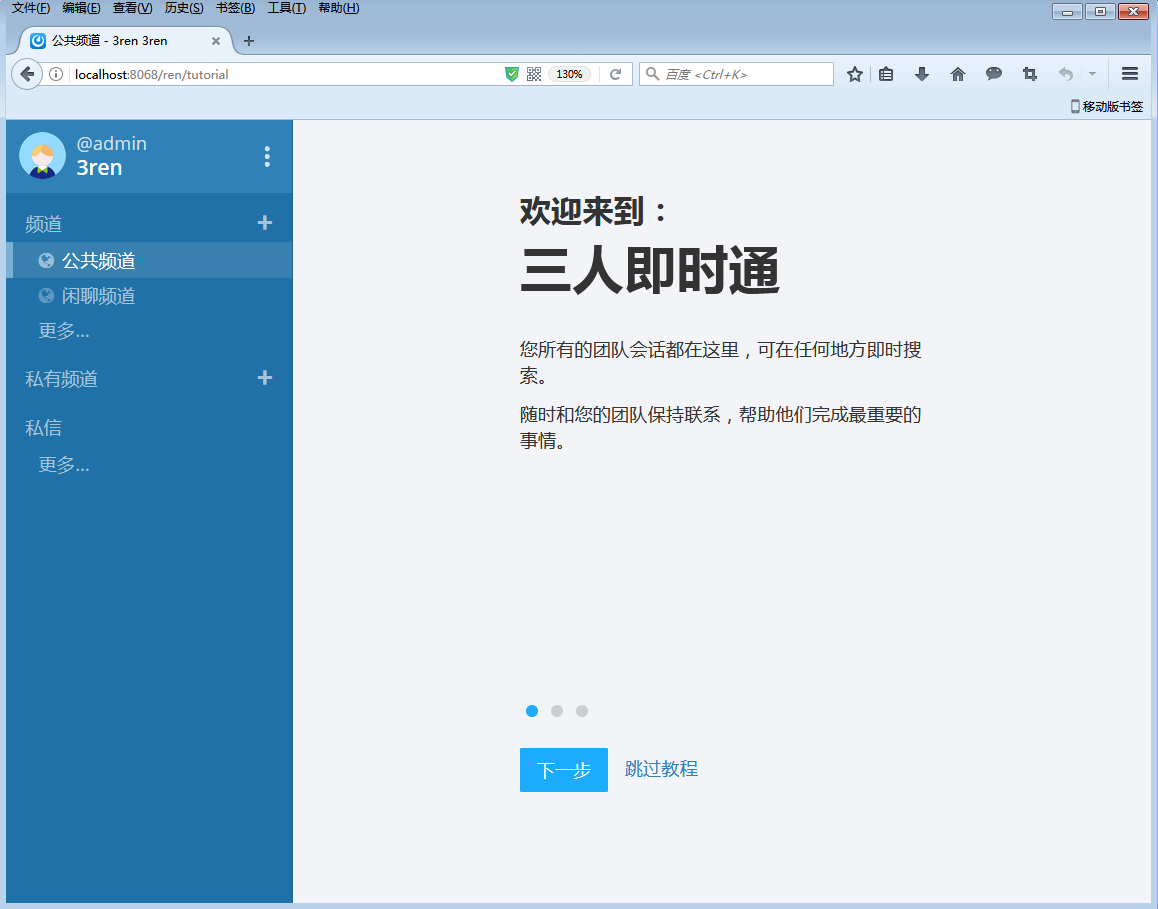 文件(F) 编辑(E) 查看(V) 历史(S) 书签(B) 工具(T) 帮助(H)
公共频道 - 3ren 3ren
localhost:8068/ren/tutorial
130%
百度 <Ctrl+K>
移动版书签
@admin
3ren
频道
公共频道
闲聊频道
更多...
私有频道
私信
更多...
欢迎来到：
三人即时通
您所有的团队会话都在这里，可在任何地方即时搜
索。
随时和您的团队保持联系，帮助他们完成最重要的
事情。
下一步
跳过教程